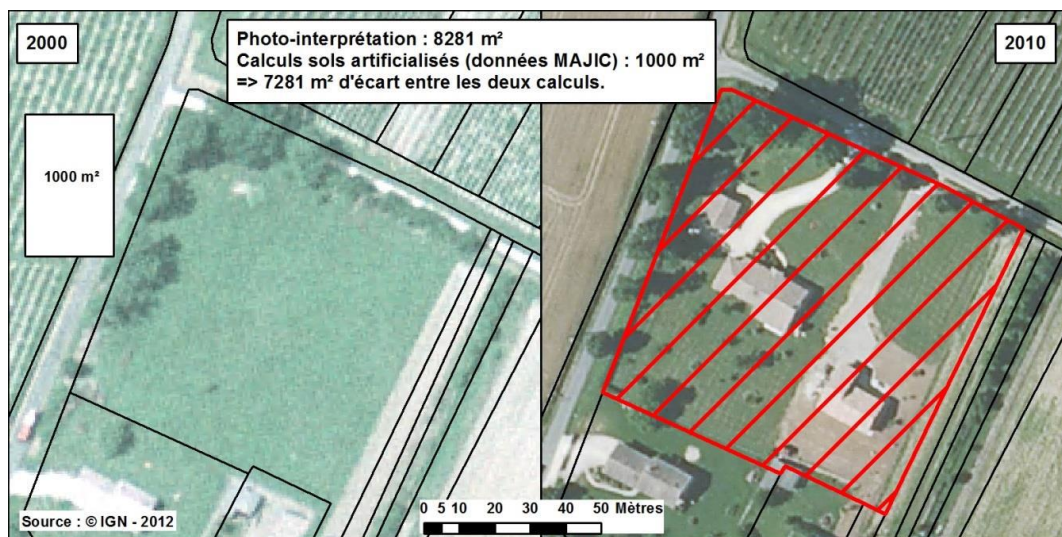 2000
Photo-interprétation : 8281 m²
Calculs sols artificialisés (données MAJIC) : 1000 m²
=> 7281 m² d'écart entre les deux calculs.
2010
1000 m²
Source : © IGN - 2012
0 5 10 20 30 40 50 Mètres